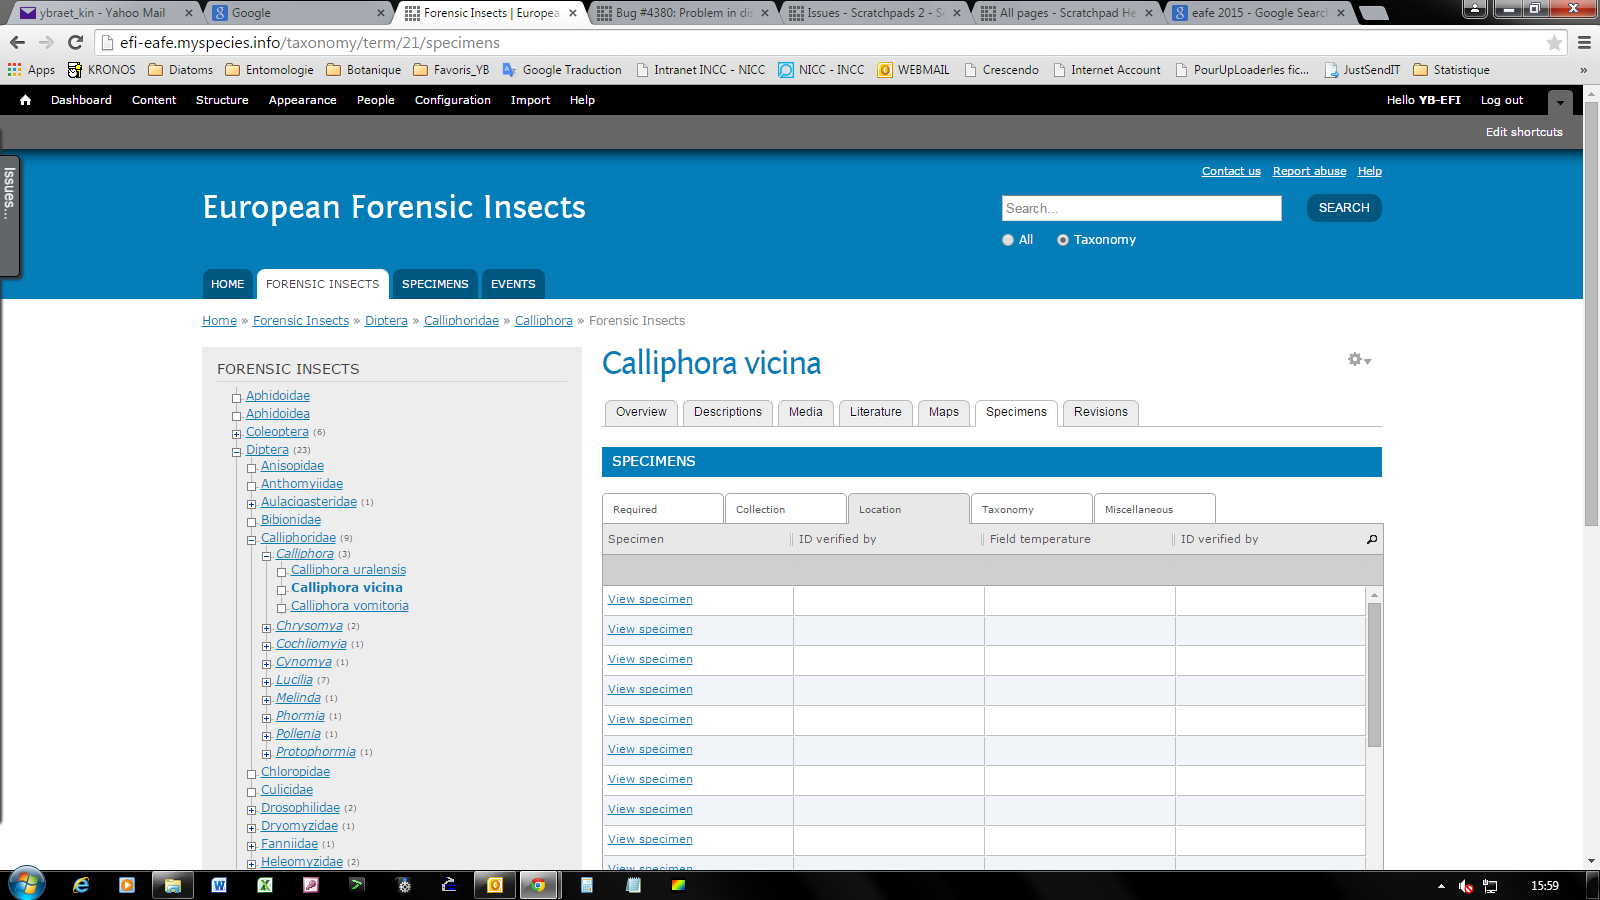 ybraet_kin - Yahoo Mail
Google
Forensic Insects | Europea
Bug #4380: Problem in dis
Issues - Scratchpads 2 - Sc
All pages - Scratchpad He
eafe 2015 - Google Search
efi-eafe.myspecies.info/taxonomy/term/21/specimens
Apps KRONOS Diatoms Entomologie Botanique Favoris_YB Google Traduction Intranet INCC - NICC NICC - INCC WEBMAIL Crescendo Internet Account PourUpLoaderles fic... JustSendIT Statistique »
Dashboard Content Structure Appearance People Configuration Import Help Hello YB-EFI Log out
Edit shortcuts
Issues...
Contact us Report abuse Help
European Forensic Insects
Search... SEARCH
All Taxonomy
HOME FORENSIC INSECTS SPECIMENS EVENTS
Home » Forensic Insects » Diptera » Calliphoridae » Calliphora » Forensic Insects
FORENSIC INSECTS
Aphidoidae
Aphidoidea
Coleoptera (6)
Diptera (23)
Anisopidae
Anthomyiidae
Aulacigasteridae (1)
Bibionidae
Calliphoridae (9)
Calliphora (3)
Calliphora uralensis
Calliphora vicina
Calliphora vomitoria
Chrysomya (2)
Cochliomyia (1)
Cynomya (1)
Lucilia (7)
Melinda (1)
Phormia (1)
Pollenia (1)
Protophormia (1)
Chloropidae
Culicidae
Drosophilidae (2)
Dryomyzidae (1)
Fanniidae (1)
Heleomyzidae (2)
Calliphora vicina
Overview Descriptions Media Literature Maps Specimens Revisions
SPECIMENS
Required Collection Location Taxonomy Miscellaneous
Specimen ID verified by Field temperature ID verified by
View specimen
View specimen
View specimen
View specimen
View specimen
View specimen
View specimen
View specimen
View specimen
View specimen
15:59